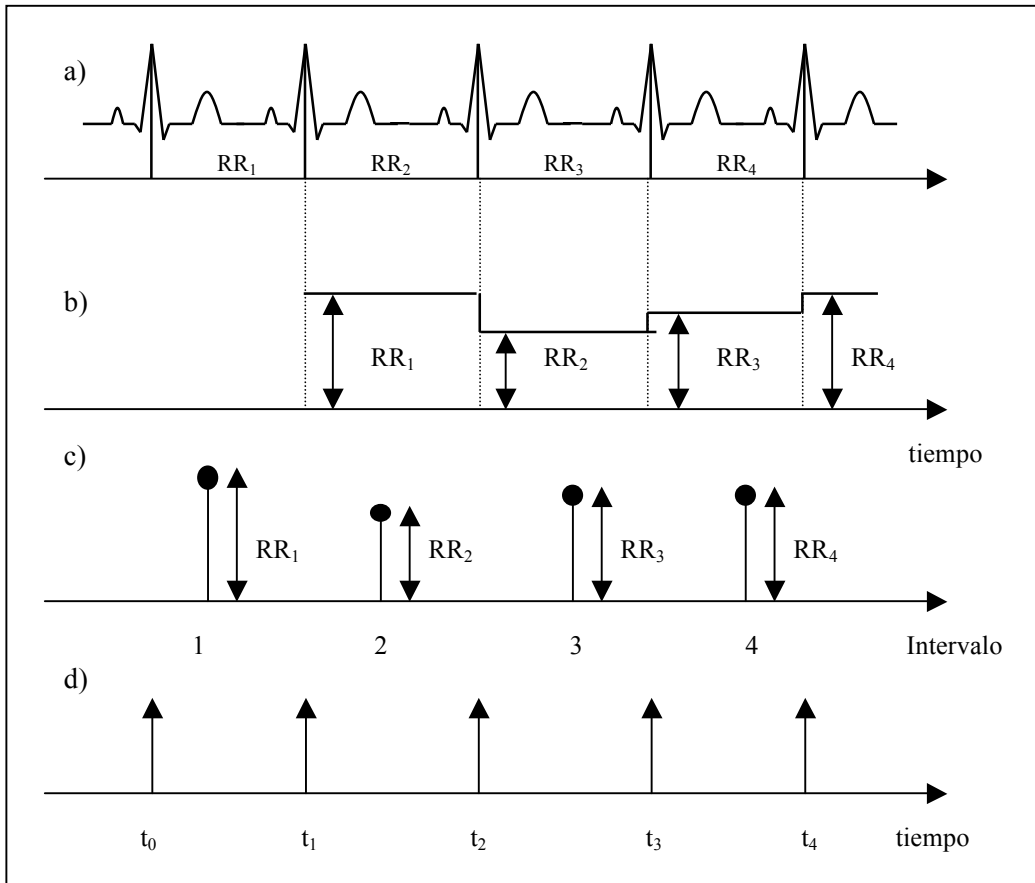 a)
RR₁ RR₂ RR₃ RR₄
b)
RR₁ RR₂ RR₃ RR₄
tiempo
c)
RR₁ RR₂ RR₃ RR₄
1 2 3 4 Intervalo
d)
t₀ t₁ t₂ t₃ t₄ tiempo